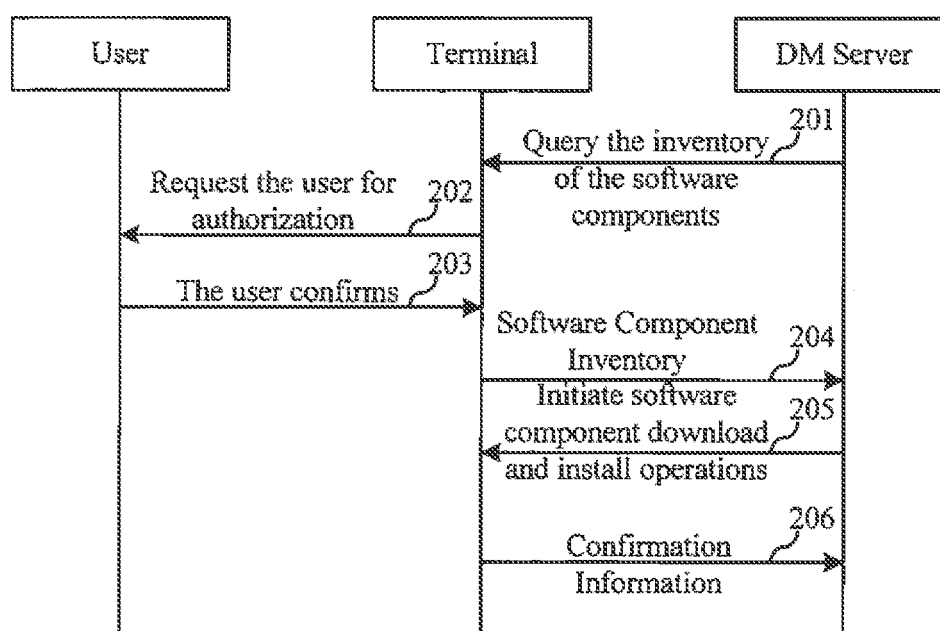 User
Terminal
DM Server
201
Query the inventory
of the software
components
Request the user for
authorization
202
203
The user confirms
Software Component
Inventory
204
Initiate software
component download
and install operations
205
206
Confirmation
Information